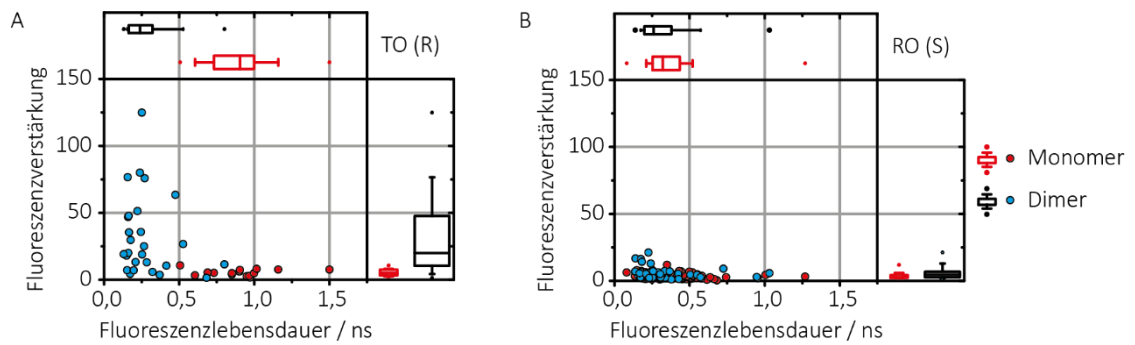 A
TO (R)
150
100
50
0
0,0
0,5
1,0
1,5
Fluoreszenzverstärkung
Fluoreszenzlebensdauer / ns
B
RO (S)
150
100
50
0
0,0
0,5
1,0
1,5
Fluoreszenzverstärkung
Fluoreszenzlebensdauer / ns
Monomer
Dimer